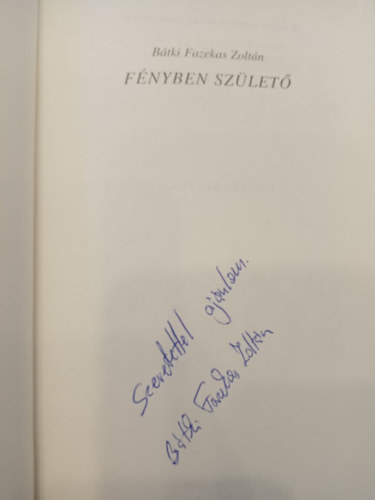 Bátki Fazekas Zoltán
FÉNYBEN SZÜLETŐ
Szeretettel ajánlom.
Bátki Fazekas Zoltán